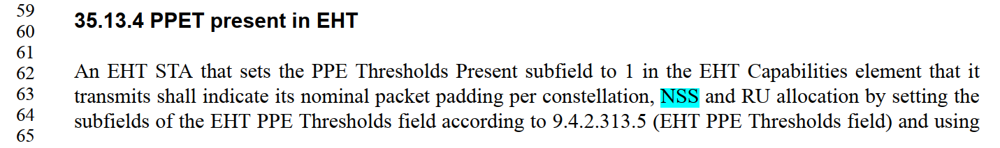 59
60
61
62
63
64
65
35.13.4 PPET present in EHT
An EHT STA that sets the PPE Thresholds Present subfield to 1 in the EHT Capabilities element that it
transmits shall indicate its nominal packet padding per constellation, NSS and RU allocation by setting the
subfields of the EHT PPE Thresholds field according to 9.4.2.313.5 (EHT PPE Thresholds field) and using